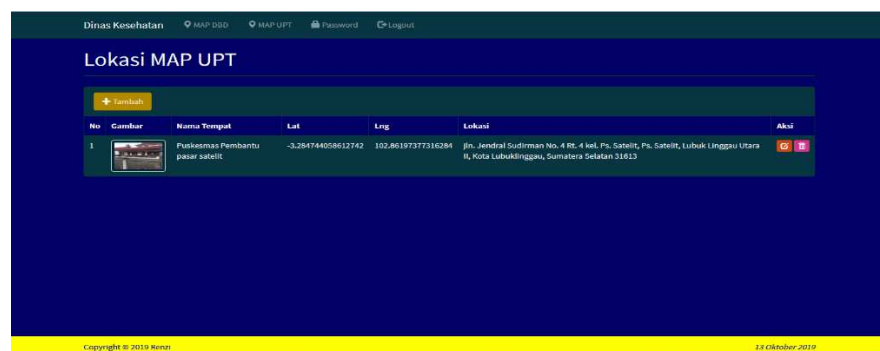 Dinas Kesehatan MAP DBD MAP UPT Password Logout
Lokasi MAP UPT
Tambah
No Gambar Nama Tempat Lat Lng Lokasi Aksi
1 Puskesmas Pembantu -3.284744058612742 102.86197377316284 Jln. Jendral Sudirman No. 4 Rt. 4 kel. Ps. Satelit, Ps. Satelit, Lubuk Linggau Utara
pasar satelit II, Kota Lubuklinggau, Sumatera Selatan 31613
Copyright © 2019 Renzi 13 Oktober 2019